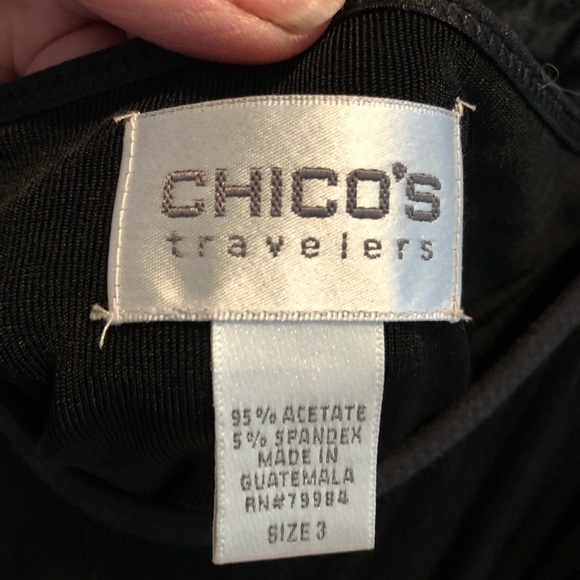 CHICO'S
travelers
95% ACETATE
5% SPANDEX
MADE IN
GUATEMALA
RN#79984
SIZE 3